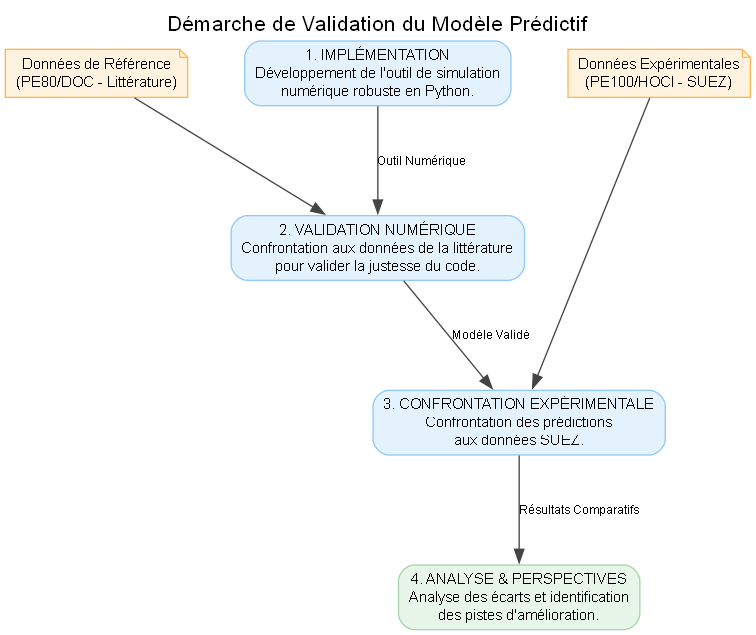 Démarche de Validation du Modèle Prédictif
Données de Référence
(PE80/DOC - Littérature)
1. IMPLÉMENTATION
Développement de l'outil de simulation
numérique robuste en Python.
Données Expérimentales
(PE100/HOCl - SUEZ)
Outil Numérique
2. VALIDATION NUMÉRIQUE
Confrontation aux données de la littérature
pour valider la justesse du code.
Modèle Validé
3. CONFRONTATION EXPÉRIMENTALE
Confrontation des prédictions
aux données SUEZ.
Résultats Comparatifs
4. ANALYSE & PERSPECTIVES
Analyse des écarts et identification
des pistes d'amélioration.